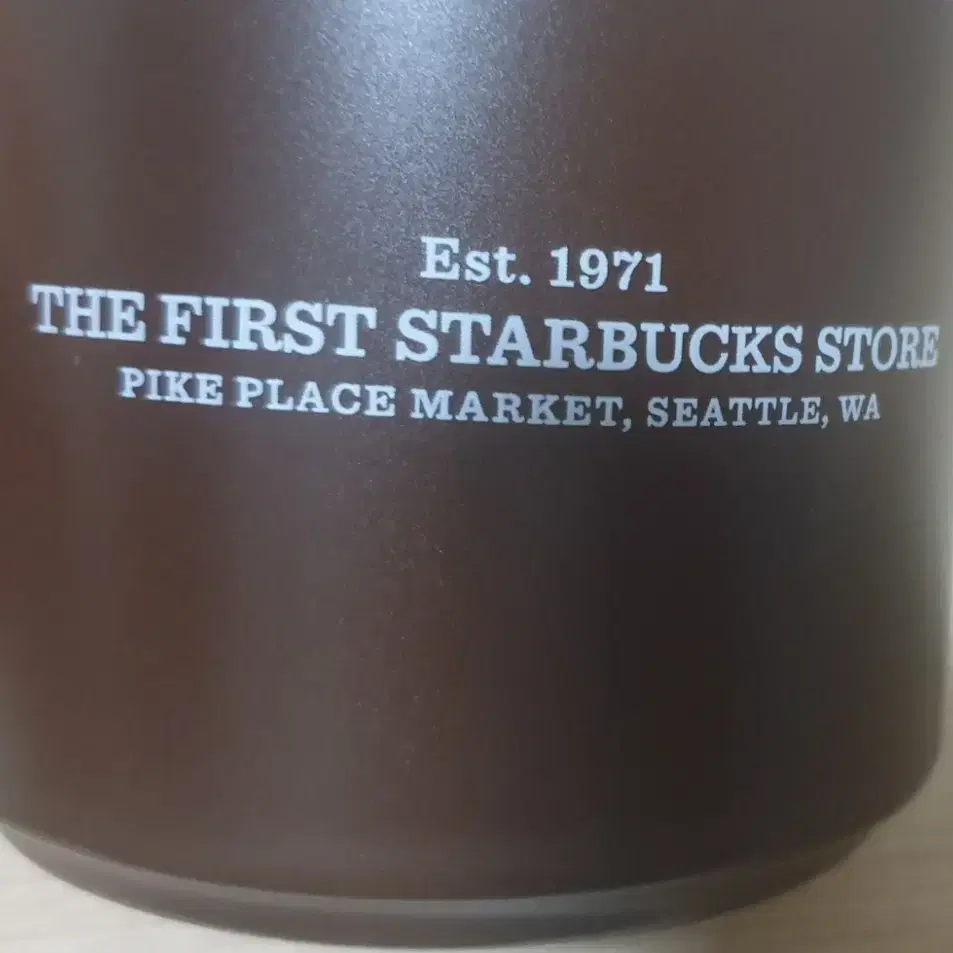 Est. 1971
THE FIRST STARBUCKS STORE
PIKE PLACE MARKET, SEATTLE, WA